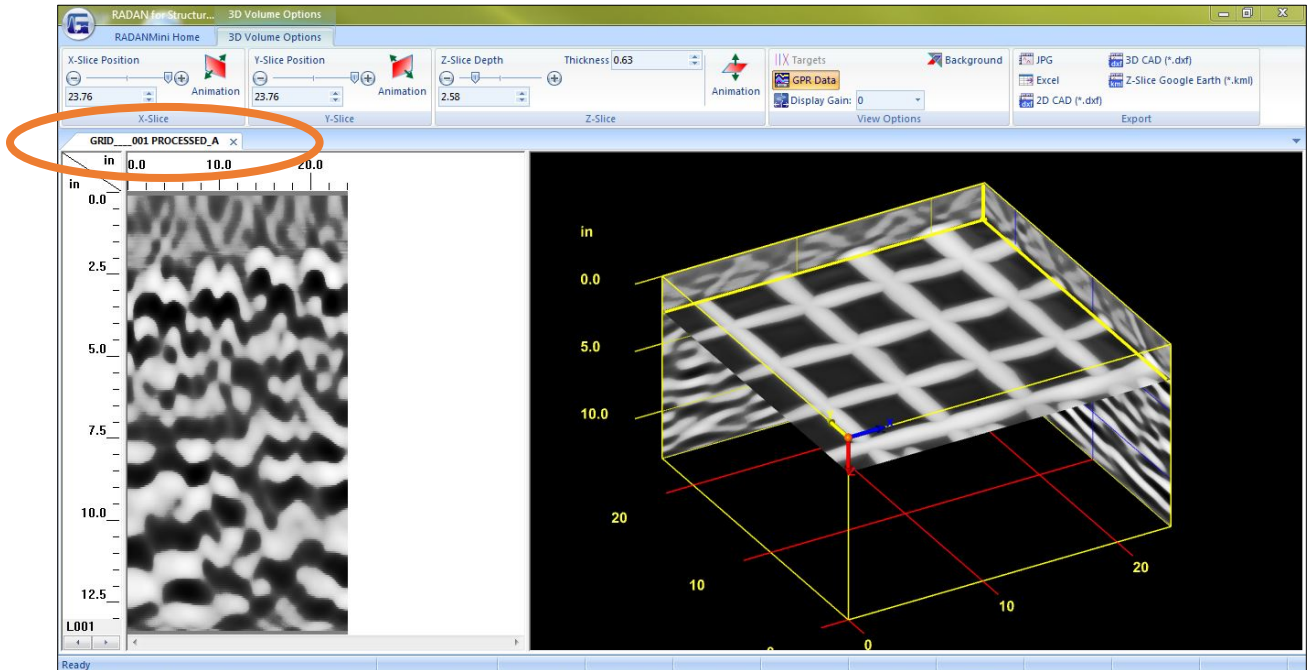 RADAN for Structur... 3D Volume Options
RADANMini Home 3D Volume Options
X-Slice Position
23.76
Animation
X-Slice
Y-Slice Position
23.76
Animation
Y-Slice
Z-Slice Depth Thickness 0.63
2.58
Animation
Z-Slice
Targets
GPR Data
Display Gain: 0
Background
View Options
JPG
Excel
2D CAD (*.dxf)
3D CAD (*.dxf)
Z-Slice Google Earth (*.kml)
Export
GRID____001 PROCESSED_A
in
in
0.0 10.0 20.0
0.0
2.5
5.0
7.5
10.0
12.5
L001
in
0.0
5.0
10.0
20
10
0
10
20
Ready